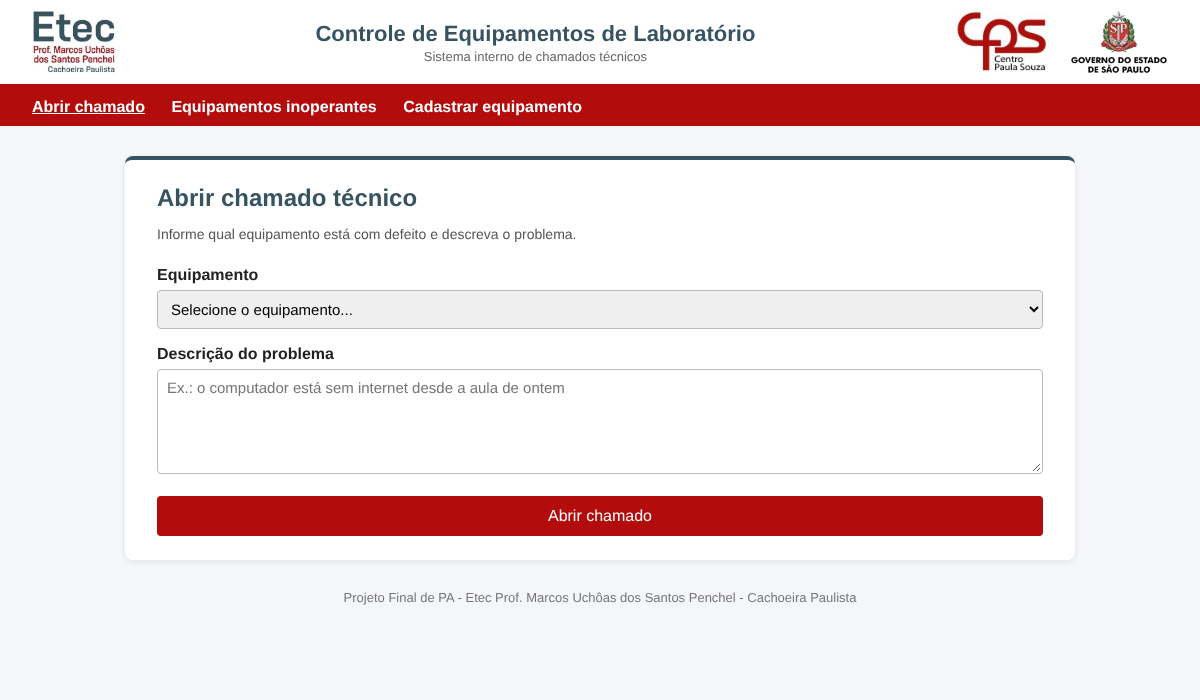 Etec
Prof. Marcos Uchôas
dos Santos Penchel
Cachoeira Paulista
Controle de Equipamentos de Laboratório
Sistema interno de chamados técnicos
CPS
Centro
Paula Souza
GOVERNO DO ESTADO
DE SÃO PAULO
Abrir chamado
Equipamentos inoperantes
Cadastrar equipamento
Abrir chamado técnico
Informe qual equipamento está com defeito e descreva o problema.
Equipamento
Selecione o equipamento...
Descrição do problema
Ex.: o computador está sem internet desde a aula de ontem
Abrir chamado
Projeto Final de PA - Etec Prof. Marcos Uchôas dos Santos Penchel - Cachoeira Paulista